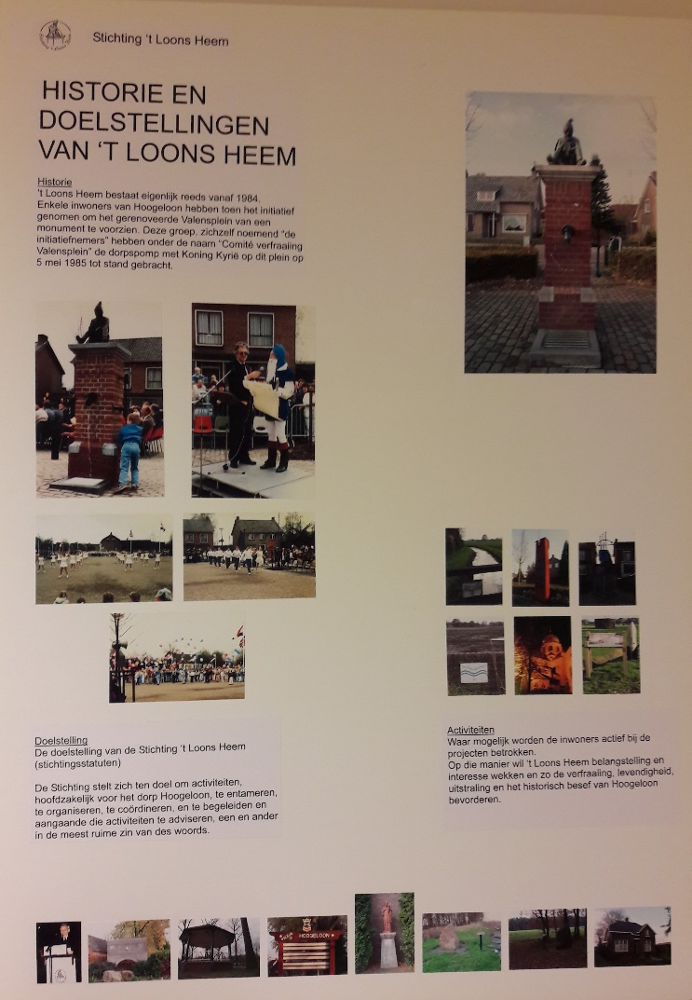 Stichting 't Loons Heem
HISTORIE EN
DOELSTELLINGEN
VAN 'T LOONS HEEM
Historie
't Loons Heem bestaat eigenlijk reeds vanaf 1984.
Enkele inwoners van Hoogeloon hebben toen het initiatief
genomen om het gerenoveerde Valensplein van een
monument te voorzien. Deze groep, zichzelf noemend "de
initiatiefnemers" hebben onder de naam "Comité verfraaiing
Valensplein" de dorpspomp met Koning Kyrië op dit plein op
5 mei 1985 tot stand gebracht.
Doelstelling
De doelstelling van de Stichting 't Loons Heem
(stichtingsstatuten)
De Stichting stelt zich ten doel om activiteiten,
hoofdzakelijk voor het dorp Hoogeloon, te entameren,
te organiseren, te coördineren, en te begeleiden en
aangaande die activiteiten te adviseren, een en ander
in de meest ruime zin van des woords.
Activiteiten
Waar mogelijk worden de inwoners actief bij de
projecten betrokken.
Op die manier wil 't Loons Heem belangstelling en
interesse wekken en zo de verfraaiing, levendigheid,
uitstraling en het historisch besef van Hoogeloon
bevorderen.
HOOGELOON